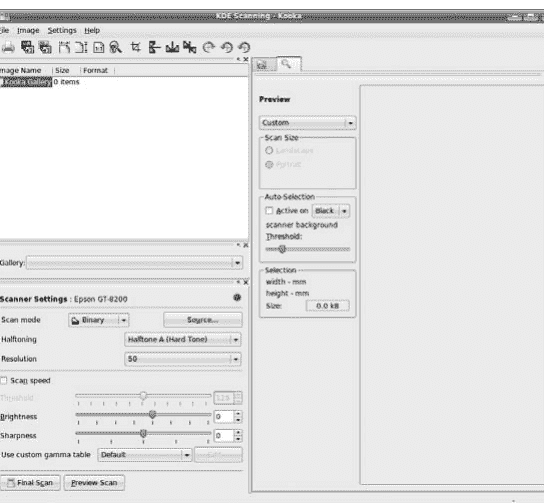 KDE Scanning - Kooka
File Image Settings Help
Image Name Size Format
Kooka Gallery 0 items
Gallery:
Scanner Settings : Epson GT-8200
Scan mode Binary Source...
Halftoning Halftone A (Hard Tone)
Resolution 50
Scan speed
Threshold 128
Brightness 0
Sharpness 0
Use custom gamma table Default
Final Scan Preview Scan
Preview
Custom
Scan Size
Landscape
Portrait
Auto-Selection
Active on Black
scanner background
Threshold:
Selection
width - mm
height - mm
Size: 0.0 kB